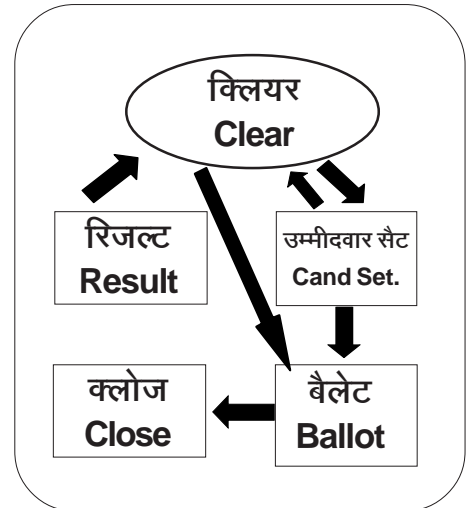 क्लियर
Clear
रिजल्ट
Result
उम्मीदवार सैट
Cand Set.
क्लोज
Close
बैलेट
Ballot